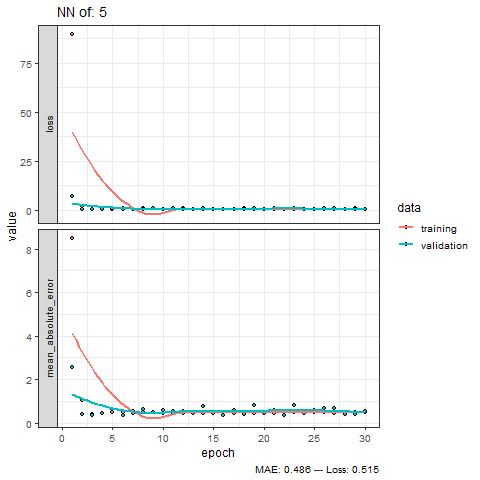 NN of: 5
loss
75
50
25
0
mean_absolute_error
8
6
4
2
0
value
0 5 10 15 20 25 30
epoch
data
training
validation
MAE: 0.486 --- Loss: 0.515